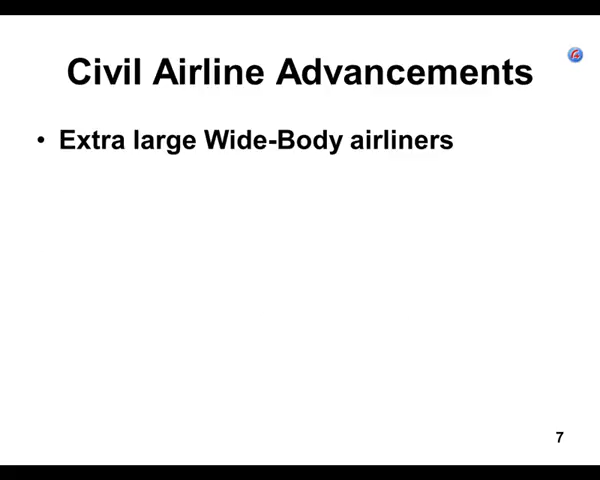 Civil Airline Advancements
• Extra large Wide-Body airliners
7